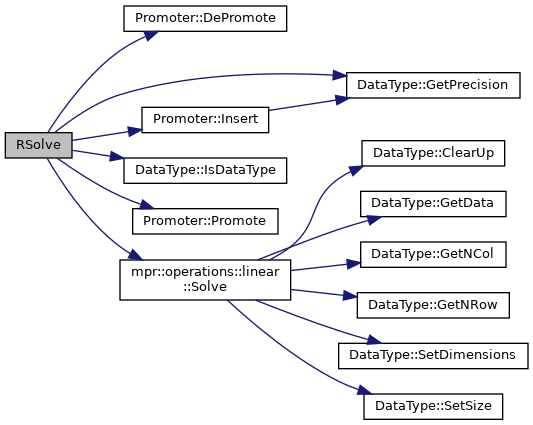 Promoter::DePromote
DataType::GetPrecision
Promoter::Insert
RSolve
DataType::ClearUp
DataType::IsDataType
DataType::GetData
Promoter::Promote
DataType::GetNCol
mpr::operations::linear
::Solve
DataType::GetNRow
DataType::SetDimensions
DataType::SetSize